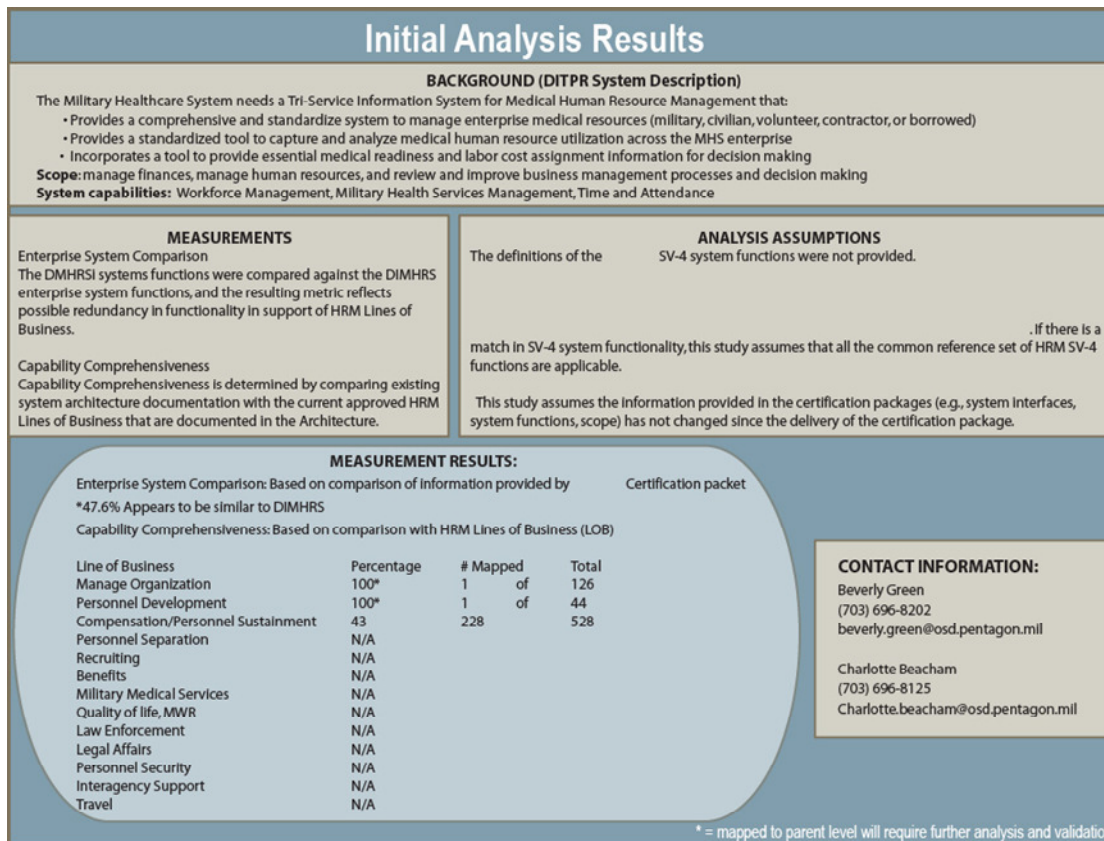 Initial Analysis Results
BACKGROUND (DITPR System Description)
The Military Healthcare System needs a Tri-Service Information System for Medical Human Resource Management that:
• Provides a comprehensive and standardize system to manage enterprise medical resources (military, civilian, volunteer, contractor, or borrowed)
• Provides a standardized tool to capture and analyze medical human resource utilization across the MHS enterprise
• Incorporates a tool to provide essential medical readiness and labor cost assignment information for decision making
Scope: manage finances, manage human resources, and review and improve business management processes and decision making
System capabilities: Workforce Management, Military Health Services Management, Time and Attendance
MEASUREMENTS
Enterprise System Comparison
The DMHRSi systems functions were compared against the DIMHRS
enterprise system functions, and the resulting metric reflects
possible redundancy in functionality in support of HRM Lines of
Business.
Capability Comprehensiveness
Capability Comprehensiveness is determined by comparing existing
system architecture documentation with the current approved HRM
Lines of Business that are documented in the Architecture.
ANALYSIS ASSUMPTIONS
The definitions of the SV-4 system functions were not provided.
. If there is a
match in SV-4 system functionality, this study assumes that all the common reference set of HRM SV-4
functions are applicable.
This study assumes the information provided in the certification packages (e.g., system interfaces,
system functions, scope) has not changed since the delivery of the certification package.
MEASUREMENT RESULTS:
Enterprise System Comparison: Based on comparison of information provided by Certification packet
*47.6% Appears to be similar to DIMHRS
Capability Comprehensiveness: Based on comparison with HRM Lines of Business (LOB)
Line of Business Percentage # Mapped Total
Manage Organization 100* 1 of 126
Personnel Development 100* 1 of 44
Compensation/Personnel Sustainment 43 228 528
Personnel Separation N/A
Recruiting N/A
Benefits N/A
Military Medical Services N/A
Quality of life, MWR N/A
Law Enforcement N/A
Legal Affairs N/A
Personnel Security N/A
Interagency Support N/A
Travel N/A
CONTACT INFORMATION:
Beverly Green
(703) 696-8202
beverly.green@osd.pentagon.mil
Charlotte Beacham
(703) 696-8125
Charlotte.beacham@osd.pentagon.mil
* = mapped to parent level will require further analysis and validatio